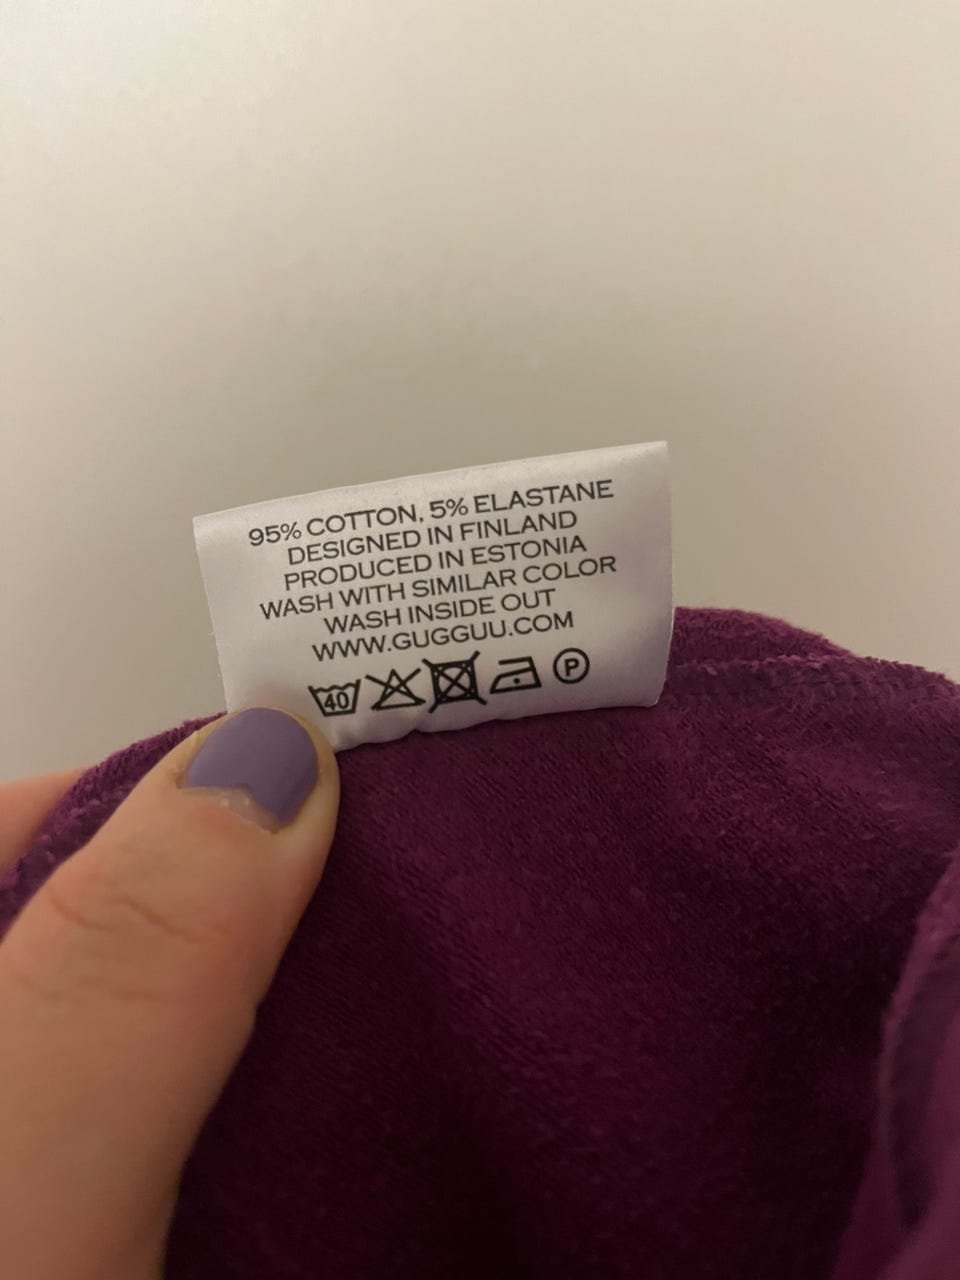 95% COTTON, 5% ELASTANE
DESIGNED IN FINLAND
PRODUCED IN ESTONIA
WASH WITH SIMILAR COLOR
WASH INSIDE OUT
WWW.GUGGUU.COM
40 P